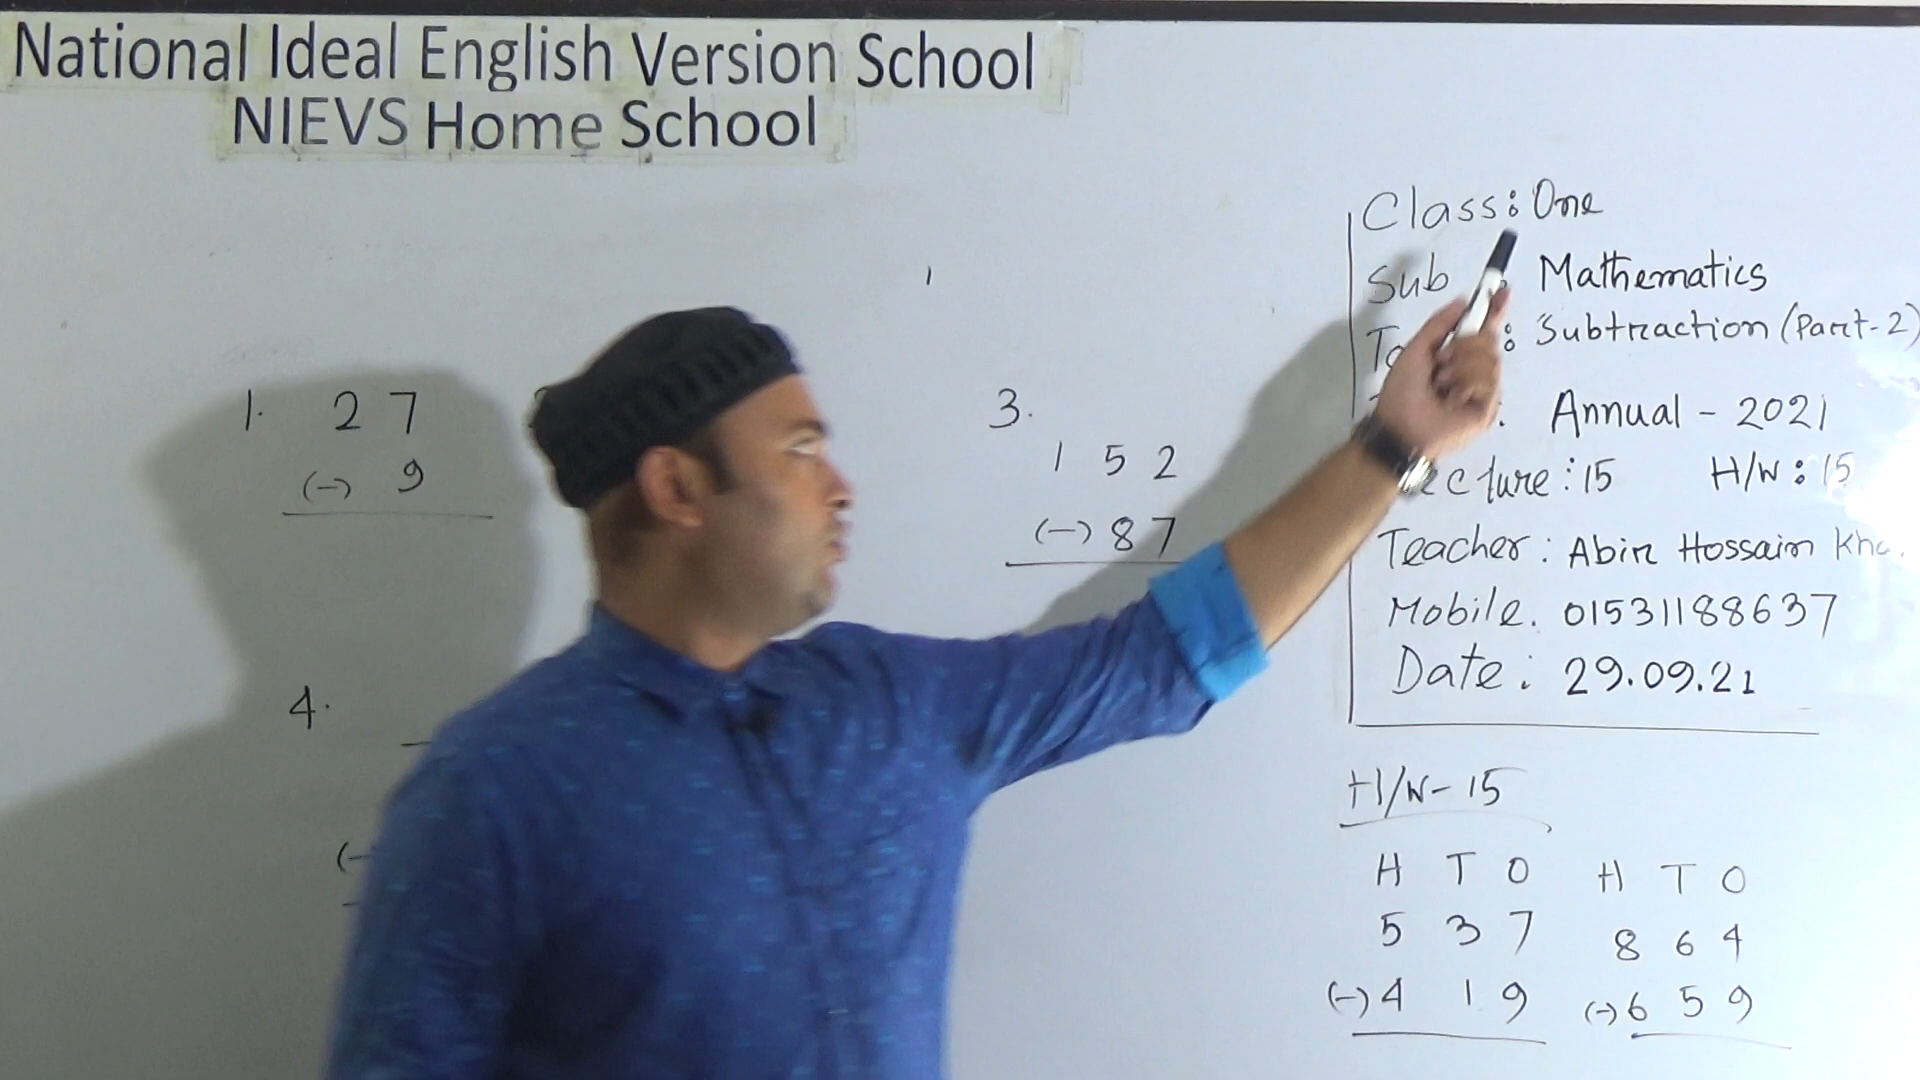 National Ideal English Version School
NIEVS Home School
Class: One
Sub : Mathematics
: Subtraction (Part-2)
: Annual - 2021
Lecture: 15 H/W: 15
Teacher: Abir Hossain
Mobile. 01531188637
Date: 29.09.21
1. 2 7
(-) 9
3.
1 5 2
(-) 8 7
4.
H/W- 15
H T O H T O
5 3 7 8 6 4
(-) 4 1 9 (-) 6 5 9